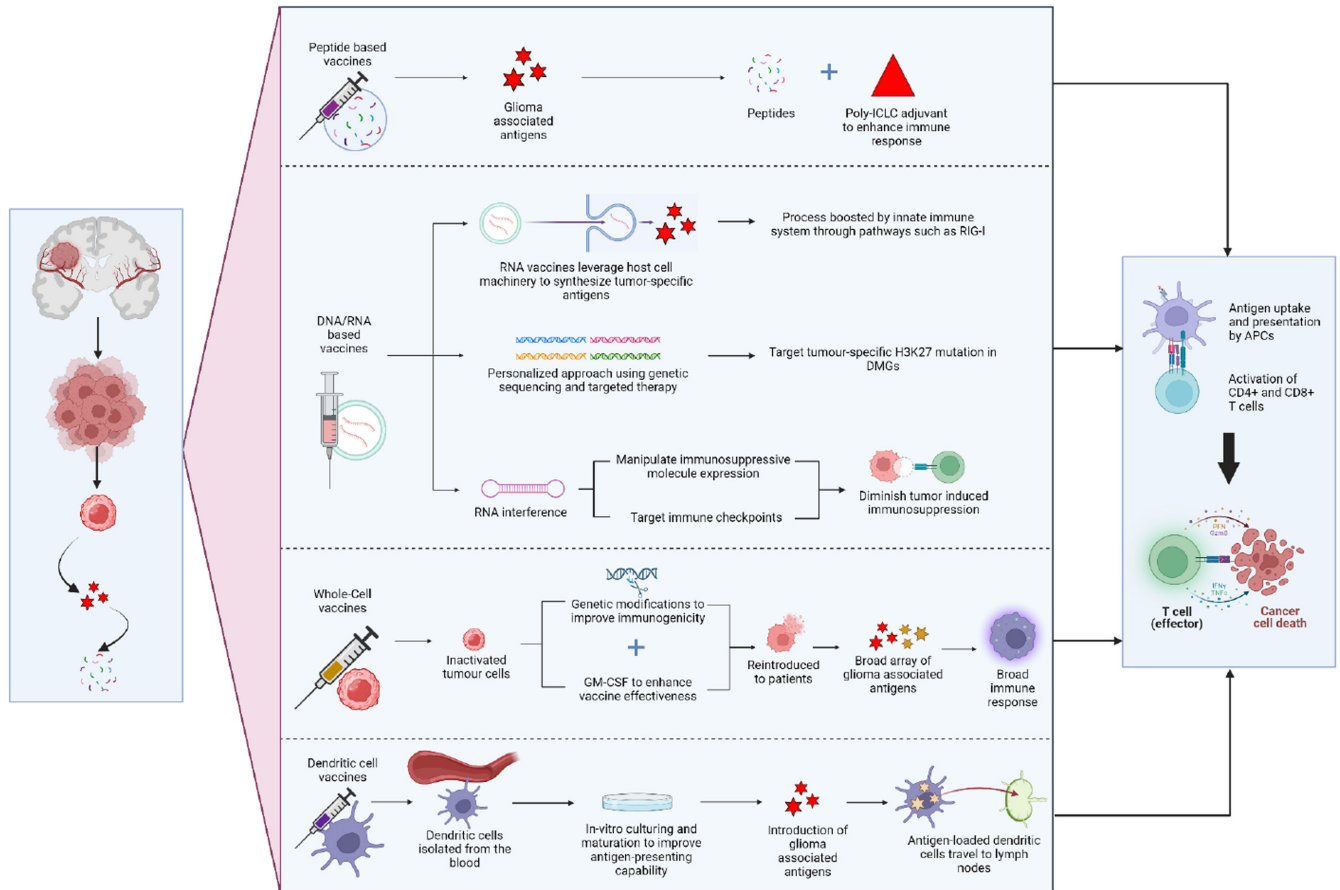 Peptide based
vaccines
Glioma
associated
antigens
Peptides
+
Poly-ICLC adjuvant
to enhance immune
response
DNA/RNA
based
vaccines
RNA vaccines leverage host cell
machinery to synthesize tumor-specific
antigens
Process boosted by innate immune
system through pathways such as RIG-I
Personalized approach using genetic
sequencing and targeted therapy
Target tumour-specific H3K27 mutation in
DMGs
RNA interference
Manipulate immunosuppressive
molecule expression
Target immune checkpoints
Diminish tumor induced
immunosuppression
Whole-Cell
vaccines
Inactivated
tumour cells
Genetic modifications to
improve immunogenicity
+
GM-CSF to enhance
vaccine effectiveness
Reintroduced
to patients
Broad array of
glioma associated
antigens
Broad
immune
response
Dendritic cell
vaccines
Dendritic cells
isolated from the
blood
In-vitro culturing and
maturation to improve
antigen-presenting
capability
Introduction of
glioma
associated
antigens
Antigen-loaded dendritic
cells travel to lymph
nodes
Antigen uptake
and presentation
by APCs
Activation of
CD4+ and CD8+
T cells
PFN
GzmB
IFNγ
TNFα
T cell
(effector)
Cancer
cell death